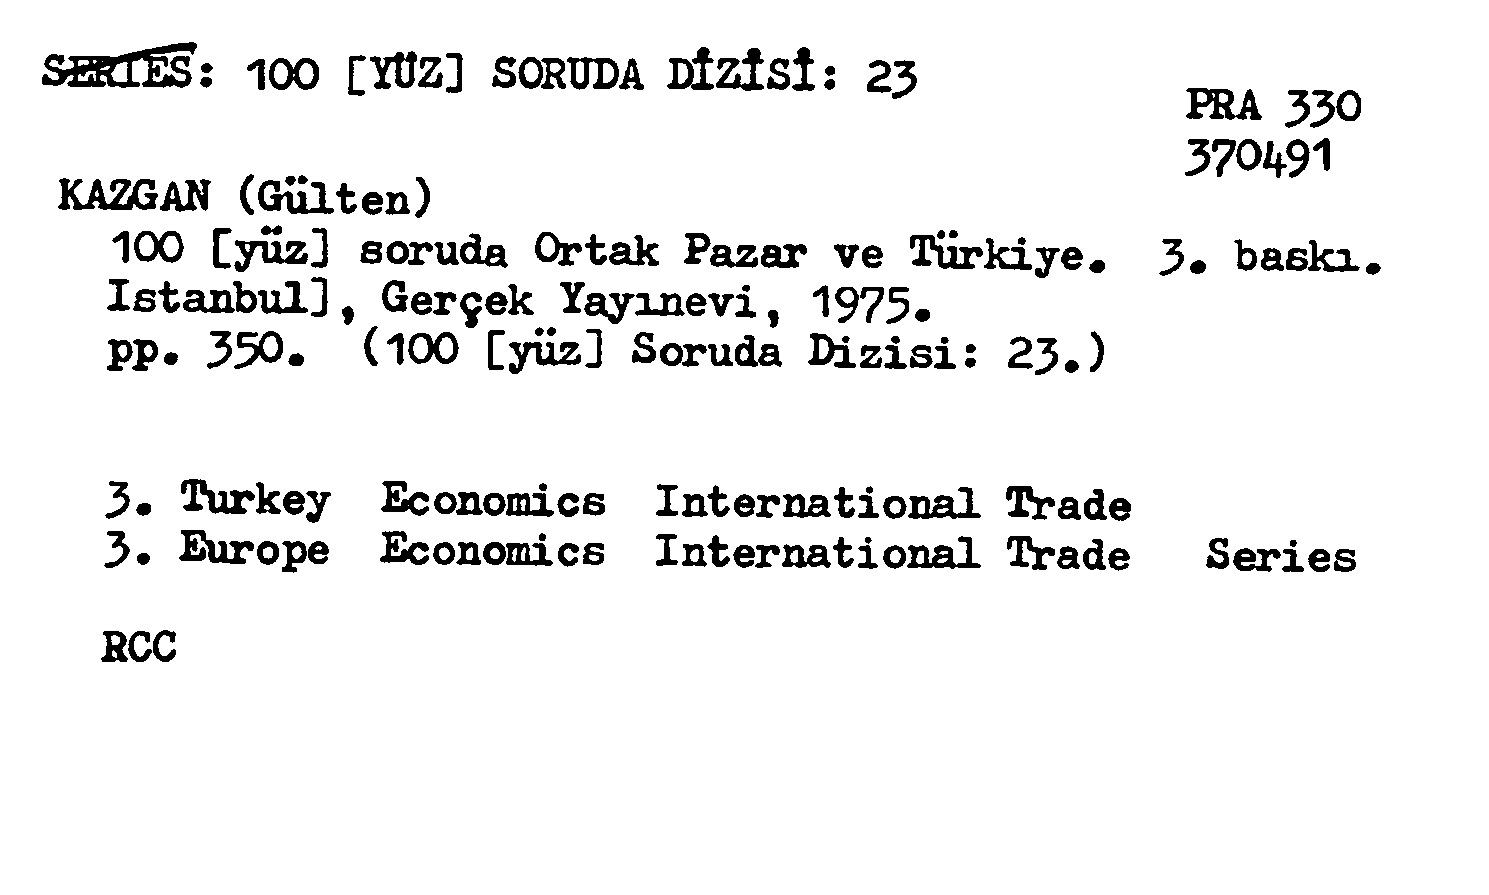 SERIES: 100 [YÜZ] SORUDA DİZİSİ: 23
PRA 330
370491
KAZGAN (Gülten)
100 [yüz] soruda Ortak Pazar ve Türkiye. 3. baskı.
Istanbul], Gerçek Yayınevi, 1975.
pp. 350. (100 [yüz] Soruda Dizisi: 23.)
3. Turkey Economics International Trade
3. Europe Economics International Trade Series
RCC